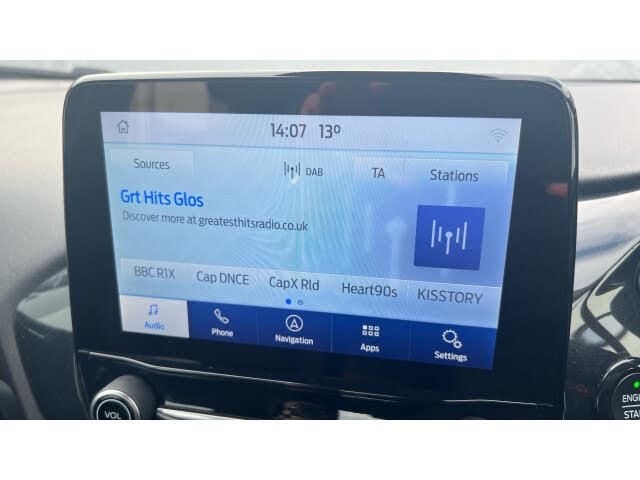 14:07 13°
Sources
DAB
TA
Stations
Grt Hits Glos
Discover more at greatesthitsradio.co.uk
BBC R1X
Cap DNCE
CapX Rld
Heart90s
KISSTORY
Audio
Phone
Navigation
Apps
Settings
VOL